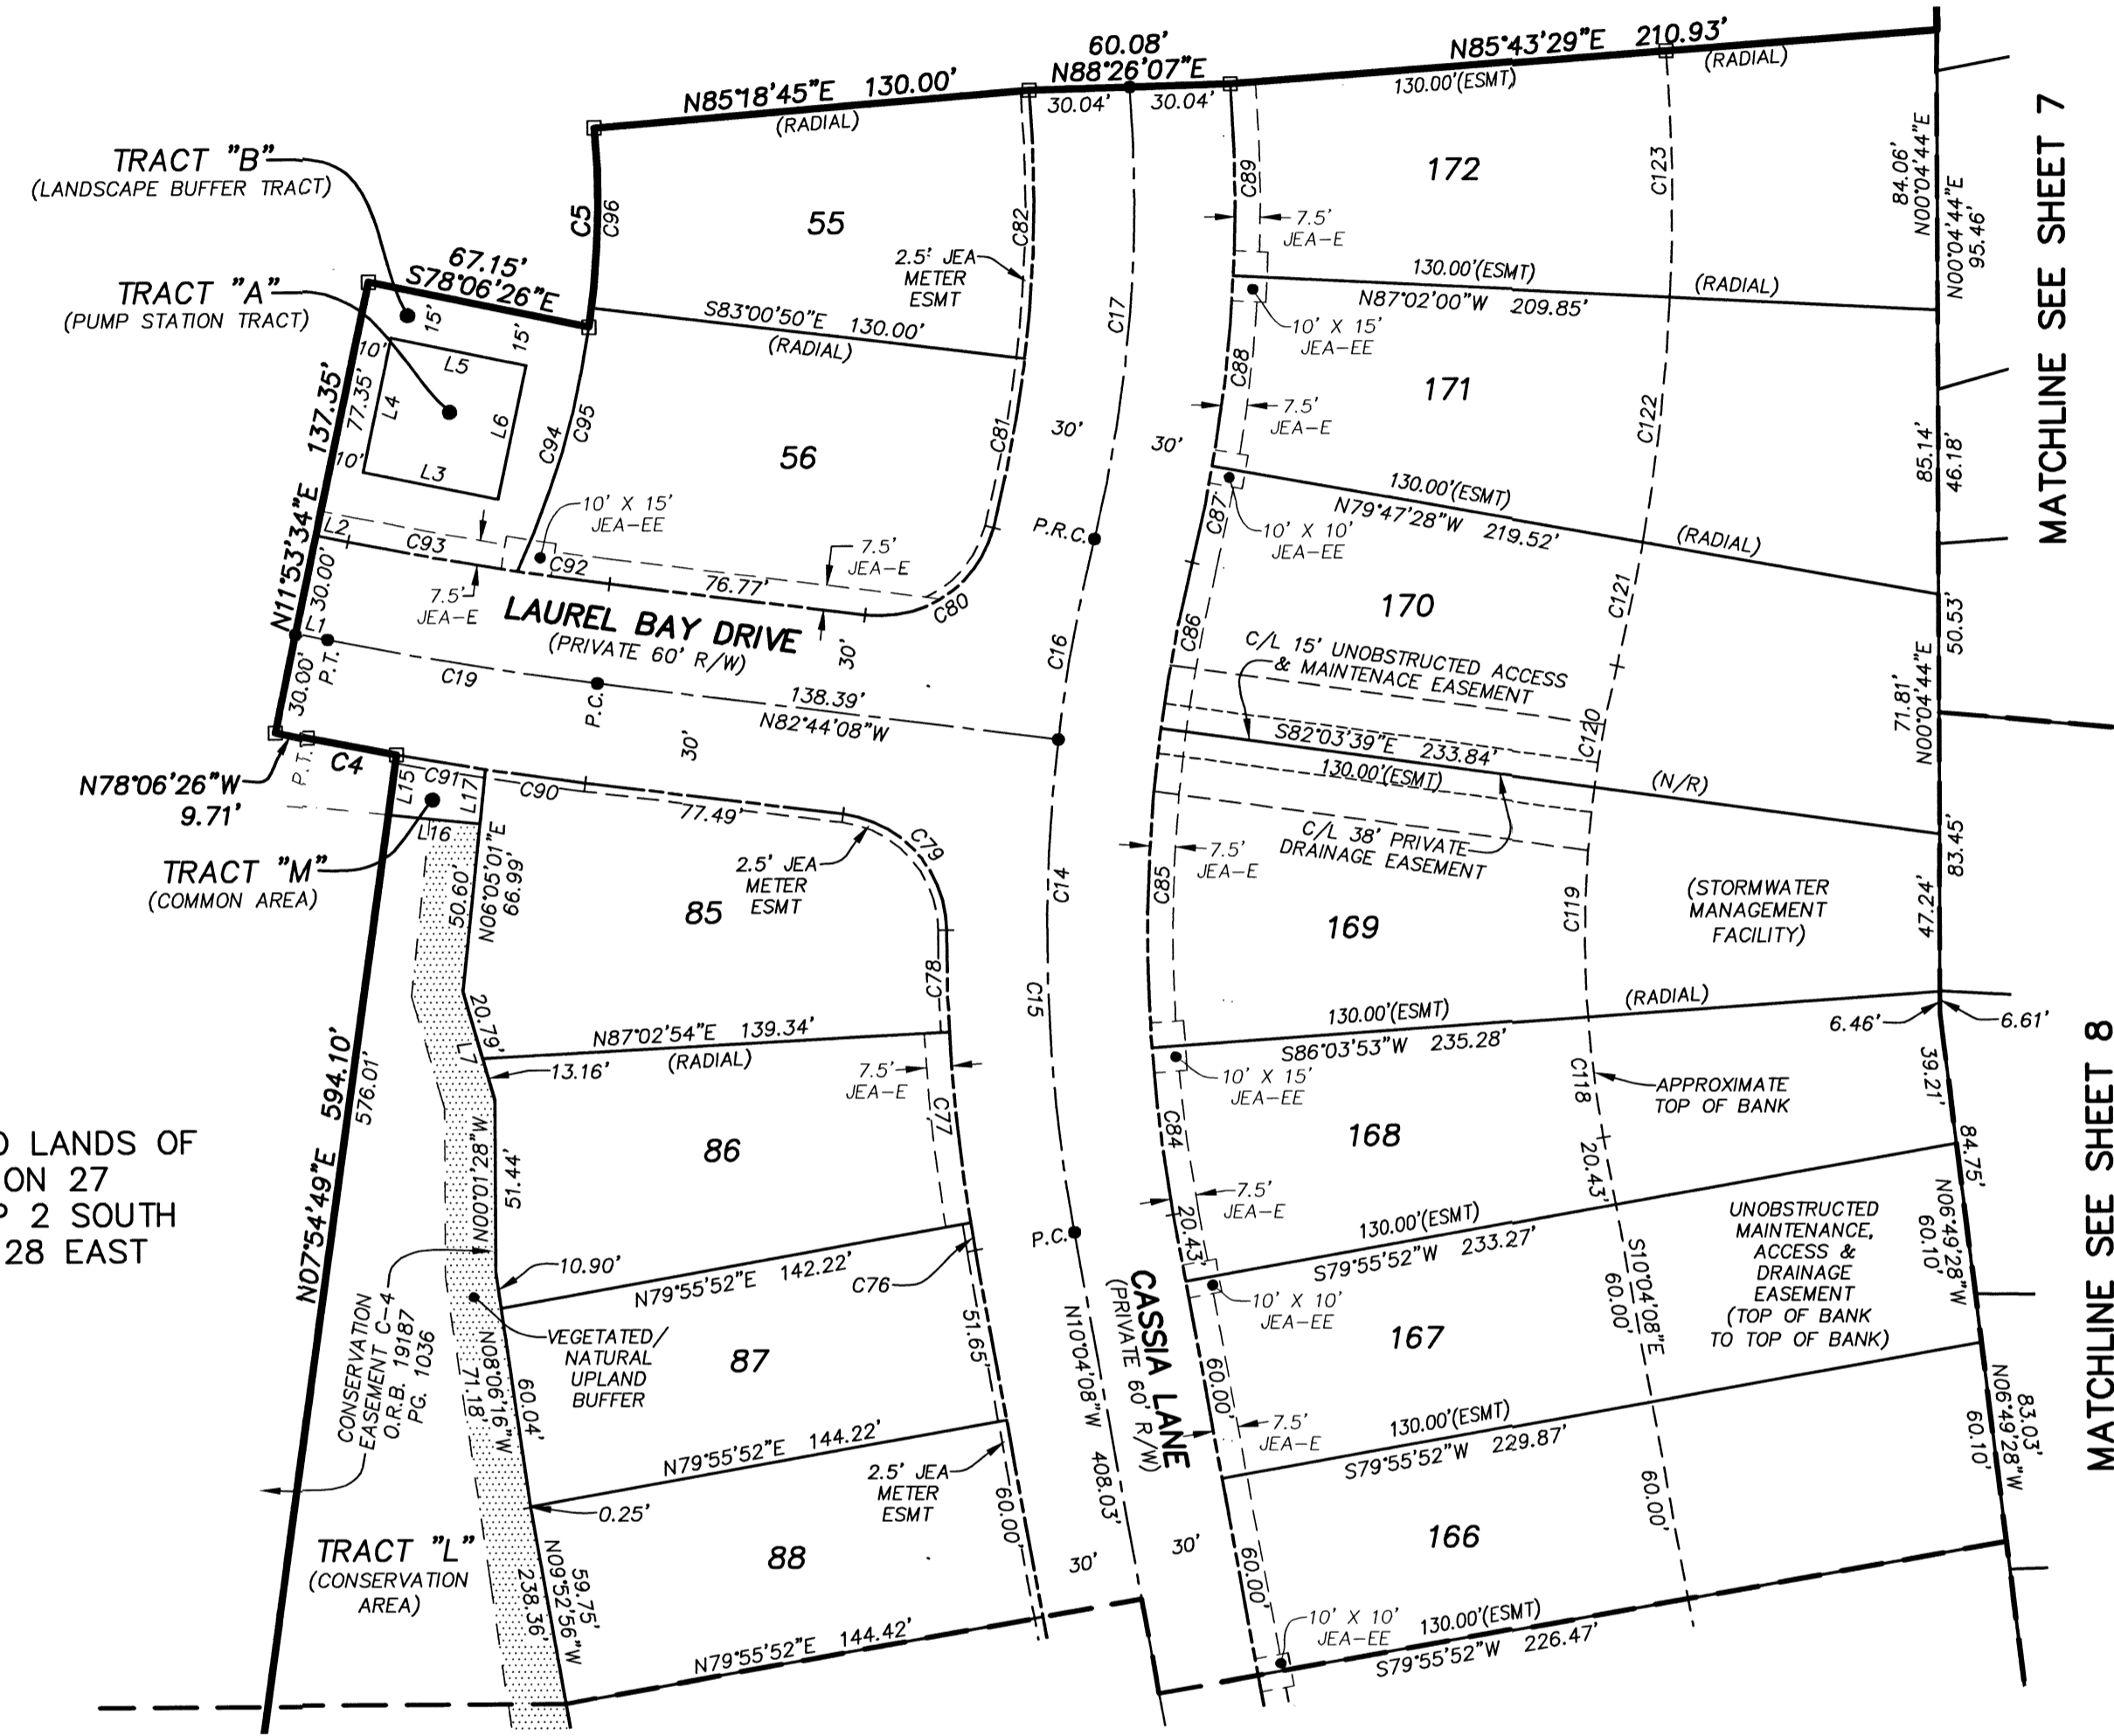 60.08'
N88°26'07"E
30.04'
30.04'
N85°43'29"E 210.93'
130.00'(ESMT)
(RADIAL)
N85°18'45"E 130.00'
(RADIAL)
TRACT "B"
(LANDSCAPE BUFFER TRACT)
TRACT "A"
(PUMP STATION TRACT)
67.15'
S78°06'26"E
C5
C96
55
C82
2.5' JEA
METER
ESMT
C17
C89
7.5'
JEA-E
172
C123
84.06'
N00°04'44"E
N00°04'44"E
95.46'
MATCHLINE SEE SHEET 7
130.00'(ESMT)
(RADIAL)
N87°02'00"W 209.85'
10' X 15'
JEA-EE
S83°00'50"E 130.00'
(RADIAL)
15'
15'
10'
77.35'
10'
L5
L4
L6
L3
137.35'
N11°53'34"E
C94
C95
56
C81
30'
30'
C88
7.5'
JEA-E
171
C122
85.14'
46.18'
130.00'(ESMT)
N79°47'28"W 219.52'
(RADIAL)
10' X 10'
JEA-EE
C87
P.R.C.
10' X 15'
JEA-EE
L2
C93
C92
76.77'
7.5'
JEA-E
7.5'
JEA-E
C80
LAUREL BAY DRIVE
(PRIVATE 60' R/W)
30'
30.00'
L1
P.T.
30.00'
C19
P.C.
138.39'
N82°44'08"W
30'
C16
C86
170
C121
50.53'
C/L 15' UNOBSTRUCTED ACCESS
& MAINTENACE EASEMENT
C120
71.81'
N00°04'44"E
S82°03'39"E 233.84'
130.00'(ESMT)
(N/R)
C/L 38' PRIVATE
DRAINAGE EASEMENT
N78°06'26"W
9.71'
P.T.
C4
L15
C91
L17
L16
C90
77.49'
TRACT "M"
(COMMON AREA)
2.5' JEA
METER
ESMT
C79
C14
C85
7.5'
JEA-E
83.45'
47.24'
50.60'
N06°05'01"E
66.99'
85
C78
C15
169
C119
(STORMWATER
MANAGEMENT
FACILITY)
20.79'
L7
13.16'
N87°02'54"E 139.34'
(RADIAL)
7.5'
JEA-E
C77
130.00'(ESMT)
(RADIAL)
S86°03'53"W 235.28'
10' X 15'
JEA-EE
6.46'
6.61'
39.21'
C118
APPROXIMATE
TOP OF BANK
MATCHLINE SEE SHEET 8
594.10'
576.01'
N07°54'49"E
LANDS OF
ON 27
2 SOUTH
28 EAST
86
N00°01'28"W
51.44'
C84
168
20.43'
84.75'
7.5'
JEA-E
20.43'
130.00'(ESMT)
S79°55'52"W 233.27'
10' X 10'
JEA-EE
UNOBSTRUCTED
MAINTENANCE,
ACCESS &
DRAINAGE
EASEMENT
(TOP OF BANK
TO TOP OF BANK)
N06°49'28"W
60.10'
P.C.
CASSIA LANE
(PRIVATE 60' R/W)
N10°04'08"W 408.03'
10.90'
N79°55'52"E 142.22'
C76
51.65'
CONSERVATION
EASEMENT C-4
O.R.B. 19187
PG. 1036
VEGETATED/
NATURAL
UPLAND
BUFFER
N08°06'16"W
71.18'
60.04'
87
60.00'
167
S10°04'08"E
60.00'
7.5'
JEA-E
130.00'(ESMT)
S79°55'52"W 229.87'
83.03'
N06°49'28"W
60.10'
N79°55'52"E 144.22'
0.25'
2.5' JEA
METER
ESMT
60.00'
TRACT "L"
(CONSERVATION
AREA)
59.75'
N09°52'56"W
238.36'
88
30'
30'
60.00'
166
60.00'
N79°55'52"E 144.42'
10' X 10'
JEA-EE
130.00'(ESMT)
S79°55'52"W 226.47'